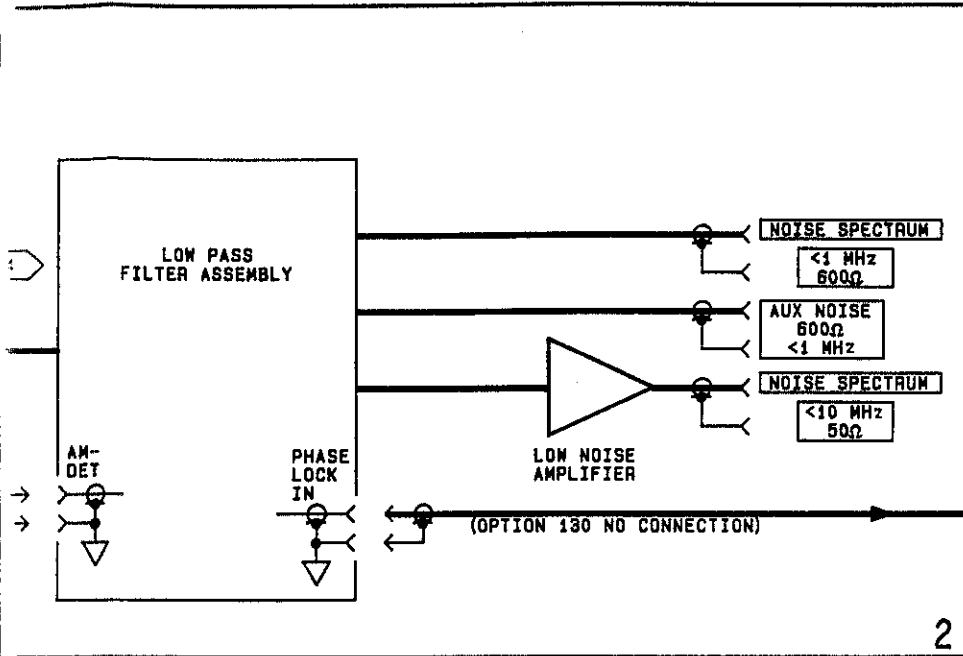 LOW PASS
FILTER ASSEMBLY
NOISE SPECTRUM
<1 MHz
600Ω
AUX NOISE
600Ω
<1 MHz
NOISE SPECTRUM
<10 MHz
50Ω
LOW NOISE
AMPLIFIER
AM-
DET
PHASE
LOCK
IN
(OPTION 130 NO CONNECTION)
2